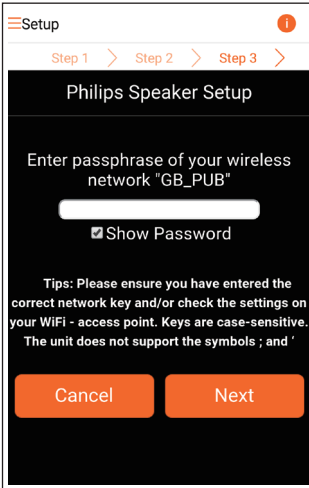 Setup
Step 1 Step 2 Step 3
Philips Speaker Setup
Enter passphrase of your wireless
network "GB_PUB"
Show Password
Tips: Please ensure you have entered the
correct network key and/or check the settings on
your WiFi - access point. Keys are case-sensitive.
The unit does not support the symbols ; and ‘
Cancel Next